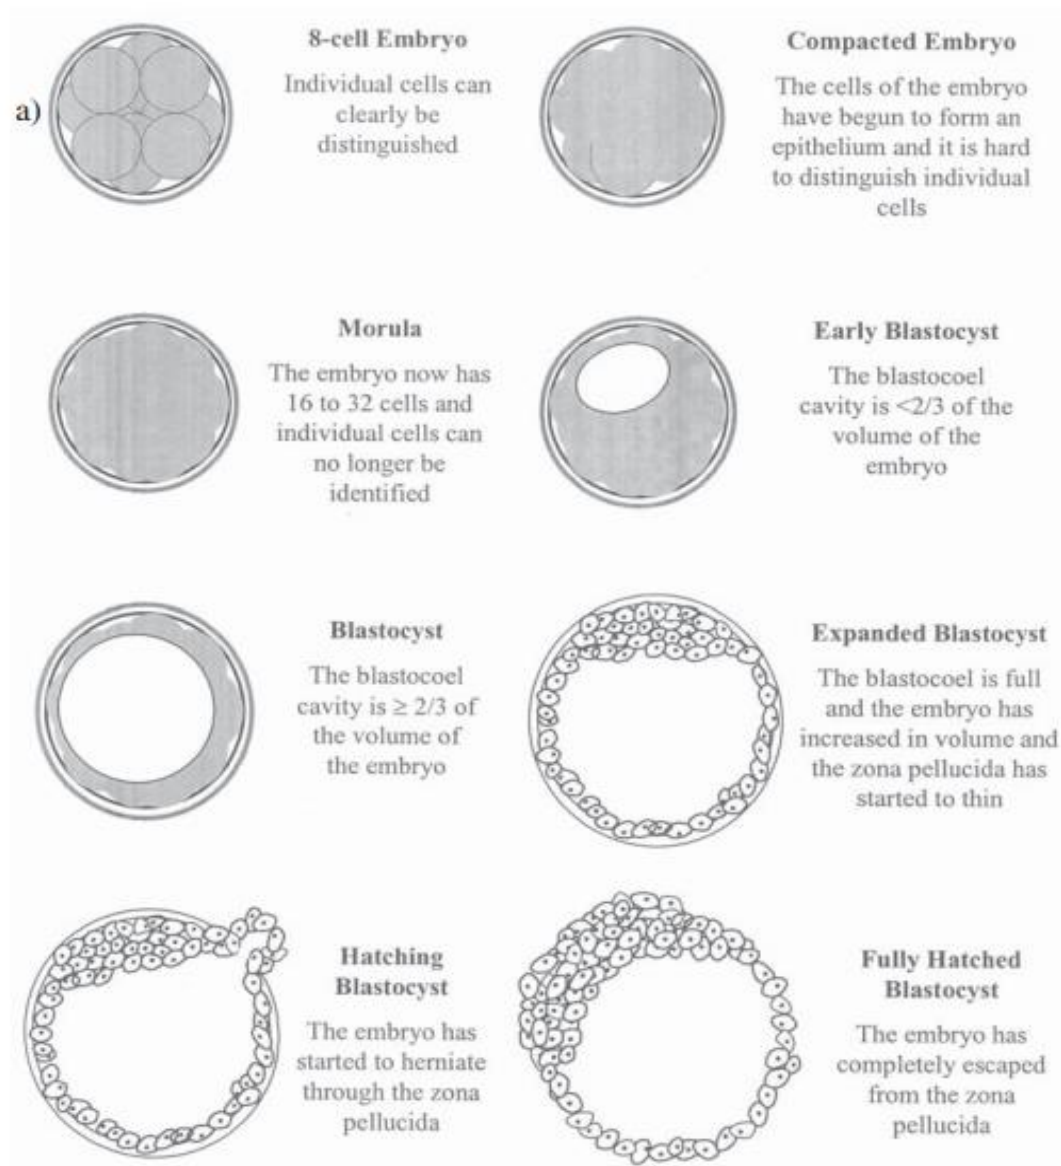 a)
8-cell Embryo
Individual cells can
clearly be
distinguished
Compacted Embryo
The cells of the embryo
have begun to form an
epithelium and it is hard
to distinguish individual
cells
Morula
The embryo now has
16 to 32 cells and
individual cells can
no longer be
identified
Early Blastocyst
The blastocoel
cavity is <2/3 of the
volume of the
embryo
Blastocyst
The blastocoel
cavity is ≥ 2/3 of
the volume of
the embryo
Expanded Blastocyst
The blastocoel is full
and the embryo has
increased in volume and
the zona pellucida has
started to thin
Hatching
Blastocyst
The embryo has
started to herniate
through the zona
pellucida
Fully Hatched
Blastocyst
The embryo has
completely escaped
from the zona
pellucida